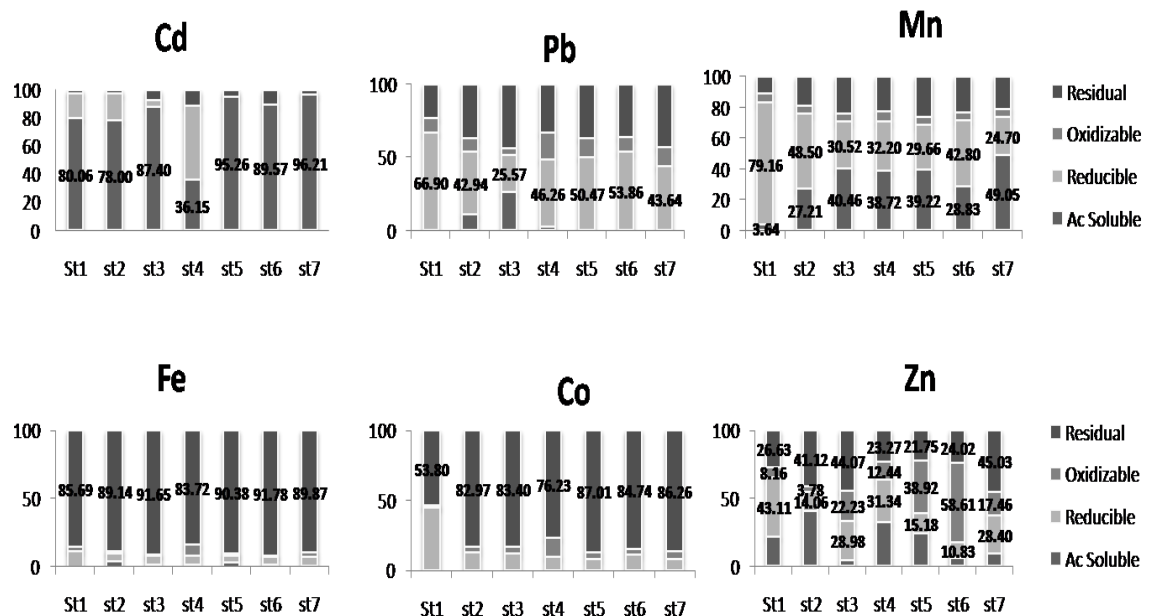 Cd
100
80
60
40
20
0
80.06 78.00 87.40 36.15 95.26 89.57 96.21
St1 st2 st3 st4 st5 st6 st7
Pb
100
50
0
66.90 42.94 25.57 46.26 50.47 53.86 43.64
St1 st2 st3 st4 st5 st6 st7
Mn
100
80
60
40
20
0
79.16 48.50 30.52 32.20 29.66 42.80 24.70
3.64 27.21 40.46 38.72 39.22 28.83 49.05
St1 st2 st3 st4 st5 st6 st7
Residual
Oxidizable
Reducible
Ac Soluble
Fe
100
50
0
85.69 89.14 91.65 83.72 90.38 91.78 89.87
St1 st2 st3 st4 st5 st6 st7
Co
100
50
0
53.80 82.97 83.40 76.23 87.01 84.74 86.26
St1 st2 st3 st4 st5 st6 st7
Zn
100
50
0
26.63 41.12 44.07 23.27 21.75 24.02 45.03
8.16 3.78 22.23 12.44 38.92 58.61 17.46
43.11 14.06 28.98 31.34 15.18 10.83 28.40
St1 st2 st3 st4 st5 st6 st7
Residual
Oxidizable
Reducible
Ac Soluble